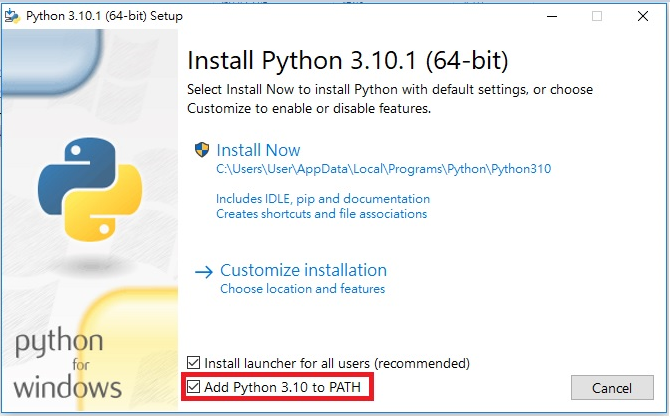 Python 3.10.1 (64-bit) Setup
Install Python 3.10.1 (64-bit)
Select Install Now to install Python with default settings, or choose
Customize to enable or disable features.
Install Now
C:\Users\User\AppData\Local\Programs\Python\Python310
Includes IDLE, pip and documentation
Creates shortcuts and file associations
Customize installation
Choose location and features
Install launcher for all users (recommended)
Add Python 3.10 to PATH
Cancel
python
for
windows